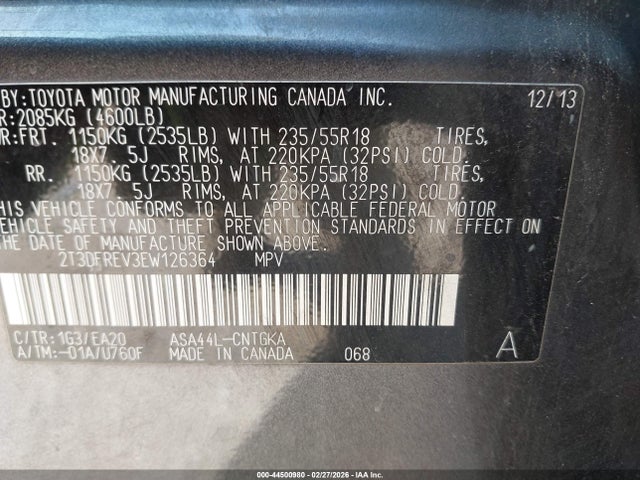 BY:TOYOTA MOTOR MANUFACTURING CANADA INC. 12/13
R:2085KG (4600LB)
R:FRT. 1150KG (2535LB) WITH 235/55R18 TIRES,
18X7. 5J RIMS, AT 220KPA (32PSI) COLD.
RR. 1150KG (2535LB) WITH 235/55R18 TIRES,
18X7. 5J RIMS, AT 220KPA (32PSI) COLD.
THIS VEHICLE CONFORMS TO ALL APPLICABLE FEDERAL MOTOR
VEHICLE SAFETY AND THEFT PREVENTION STANDARDS IN EFFECT
THE DATE OF MANUFACTURE SHOWN ABOVE.
2T3DFREV3EW126364 MPV
C/TR:1G3/EA20 ASA44L-CNTGKA
A/TM:-01A/U760F MADE IN CANADA 068 A
000-44500980 - 02/27/2026 - IAA Inc.